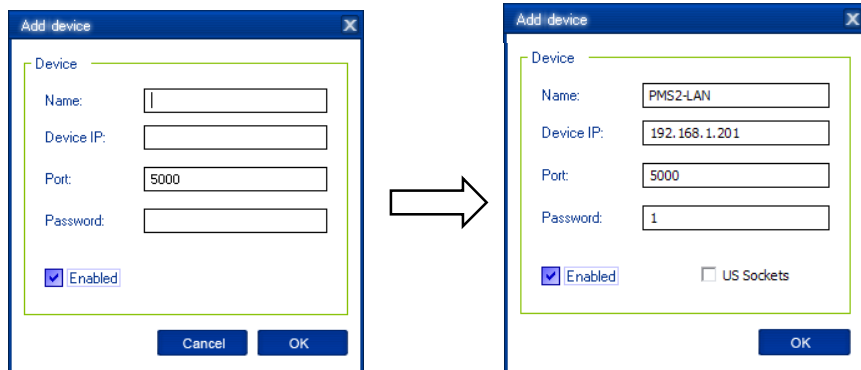 Add device X
Device
Name:
Device IP:
Port: 5000
Password:
Enabled
Cancel OK
Add device X
Device
Name: PMS2-LAN
Device IP: 192.168.1.201
Port: 5000
Password: 1
Enabled US Sockets
OK